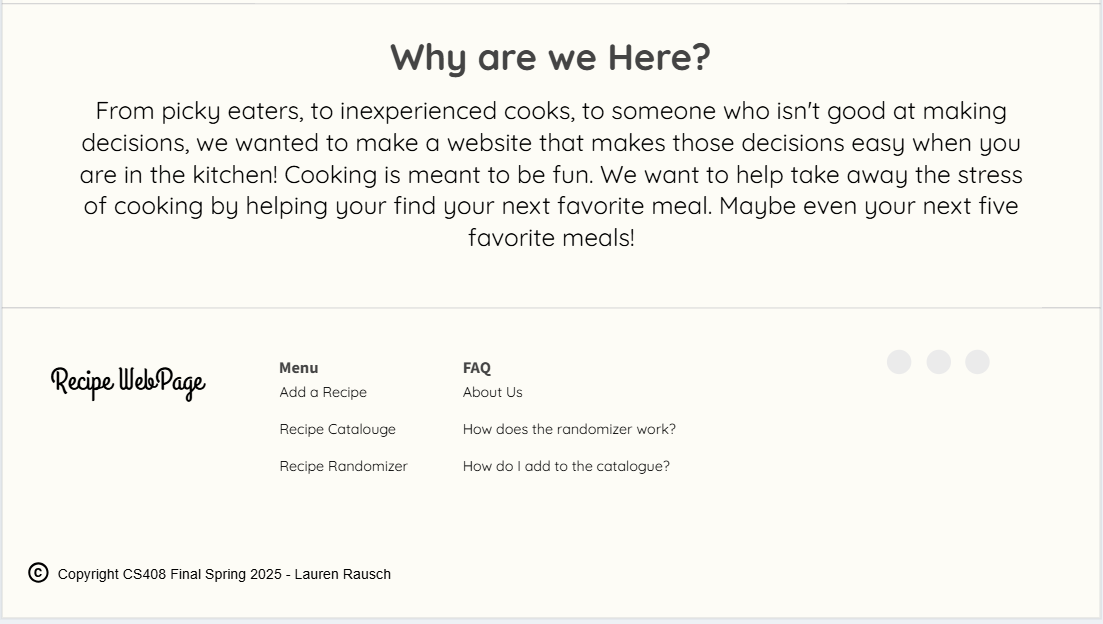 Why are we Here?
From picky eaters, to inexperienced cooks, to someone who isn't good at making
decisions, we wanted to make a website that makes those decisions easy when you
are in the kitchen! Cooking is meant to be fun. We want to help take away the stress
of cooking by helping your find your next favorite meal. Maybe even your next five
favorite meals!
Recipe WebPage
Menu
Add a Recipe
Recipe Catalouge
Recipe Randomizer
FAQ
About Us
How does the randomizer work?
How do I add to the catalogue?
© Copyright CS408 Final Spring 2025 - Lauren Rausch